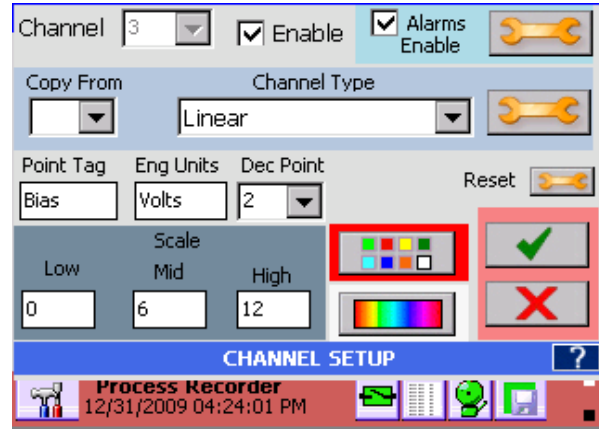 Channel 3 Enable Alarms Enable
Copy From Channel Type
Linear
Point Tag Eng Units Dec Point
Bias Volts 2
Reset
Scale
Low Mid High
0 6 12
CHANNEL SETUP ?
Process Recorder
12/31/2009 04:24:01 PM